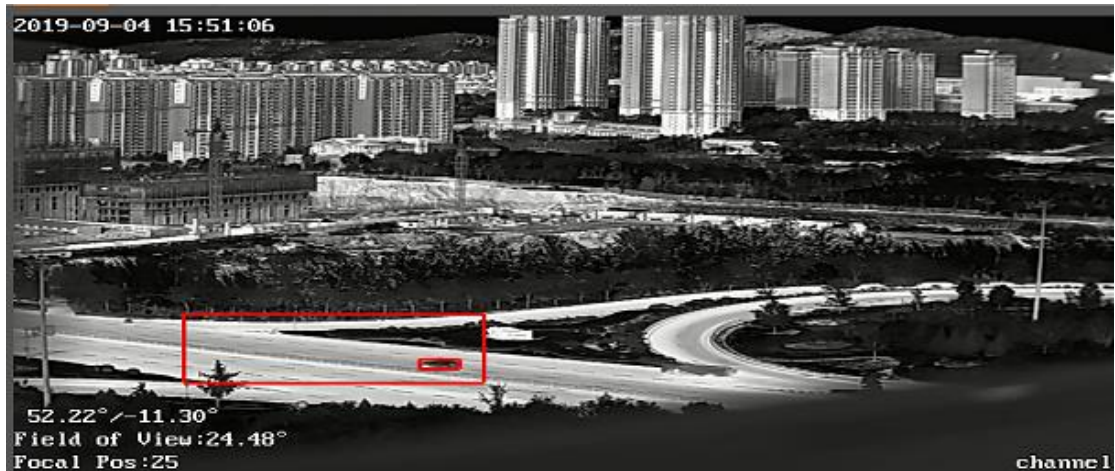 2019-09-04 15:51:06
52.22°/-11.30°
Field of View:24.48°
Focal Pos:25
channel